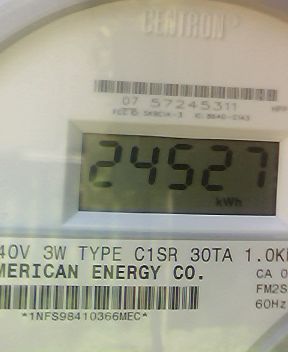 CENTRON
07 57245311
24527
kWh
40V 3W TYPE C1SR 30TA 1.0K
MERICAN ENERGY CO.
CA 0
FM2S
60Hz
*1NFS98410366MEC*